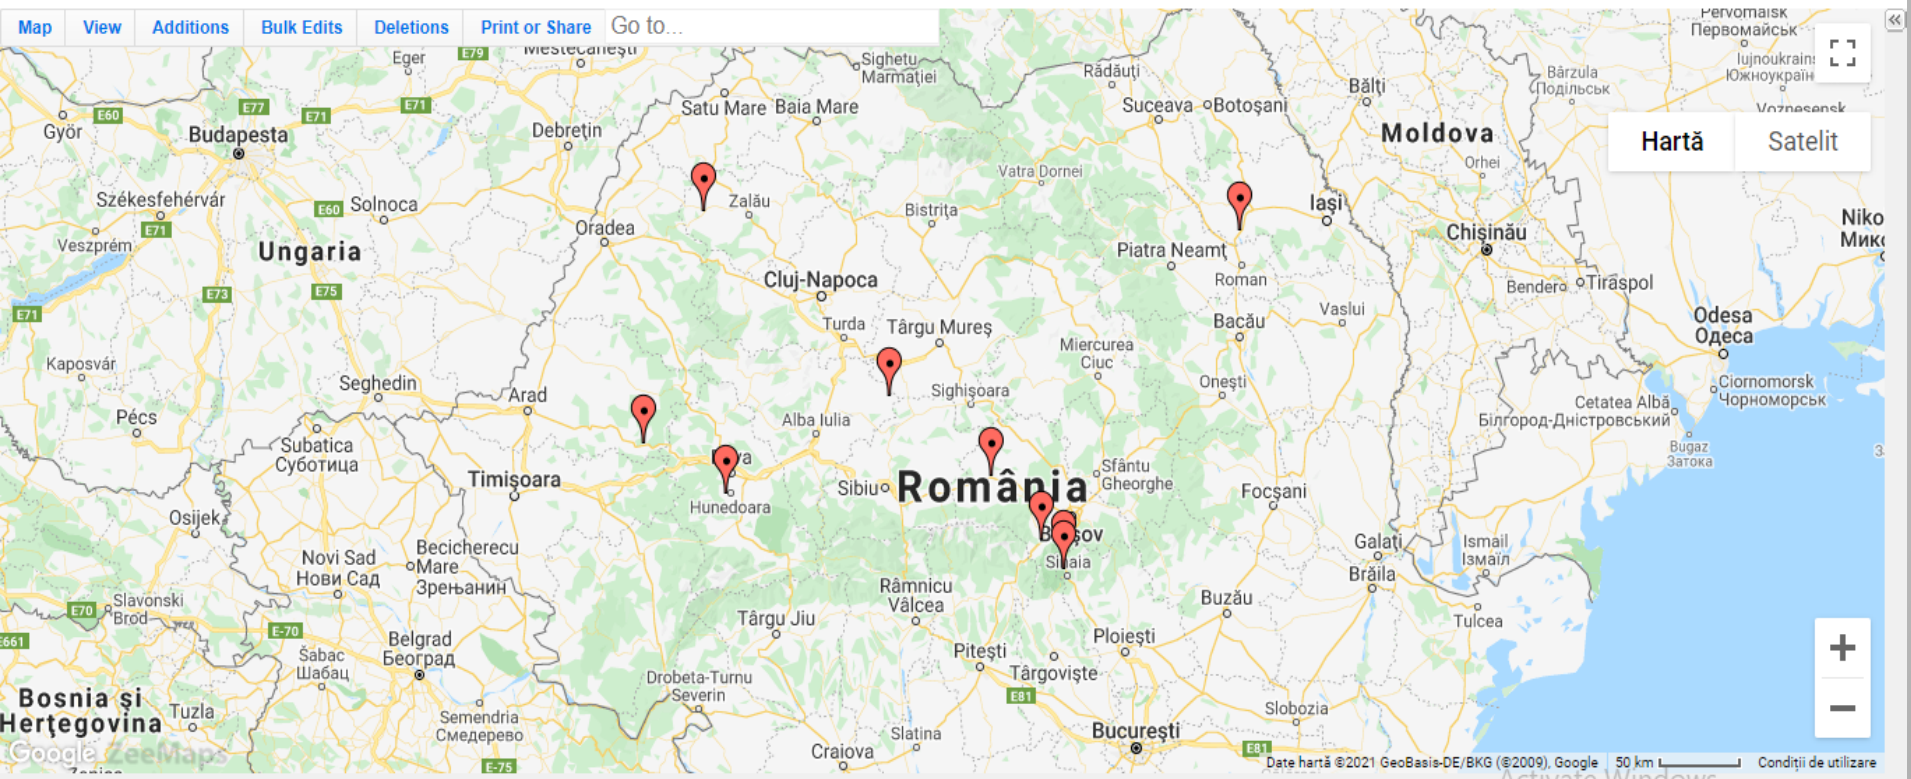 Map View Additions Bulk Edits Deletions Print or Share Go to...
Pervomaisk
Первомайськ
Eger
E79
Sighetu
Marmației
Rădăuți
Bălți
Bârzula
Подільськ
E60
E77
E71
E71
Satu Mare
Baia Mare
Suceava
Botoșani
Voznesensk
Győr
Budapesta
Debrețin
Moldova
Hartă
Satelit
Orhei
Vatra Dornei
Székesfehérvár
E60
Solnoca
Zalău
Bistrița
Iași
E71
Veszprém
Ungaria
Oradea
Piatra Neamț
Chișinău
Cluj-Napoca
Roman
Bender
Tiraspol
E73
E75
E71
Vaslui
Turda
Târgu Mureș
Bacău
Odesa
Одеса
Kaposvár
Miercurea
Ciuc
Seghedin
Arad
Sighișoara
Onești
Ciornomorsk
Чорноморськ
Pécs
Alba Iulia
Cetatea Albă
Білгород-Дністровський
Subatica
Суботица
Bugaz
Затока
Timișoara
Sibiu
România
Sfântu
Gheorghe
Focșani
Hunedoara
Osijek
Novi Sad
Нови Сад
Becicherecu
Mare
Зрењанин
Galați
Ismail
Ізмаїл
Brăila
Râmnicu
Vâlcea
E70
Slavonski
Brod
Buzău
Târgu Jiu
Tulcea
E661
E-70
Belgrad
Београд
Ploiești
Šabac
Шабац
Pitești
Târgoviște
Drobeta-Turnu
Severin
E81
Bosnia și
Herțegovina
Tuzla
Semendria
Смедерево
Slobozia
București
Slatina
Google
ZeeMaps
Craiova
E81
E-75
Date hartă ©2021 GeoBasis-DE/BKG (©2009), Google 50 km Condiții de utilizare